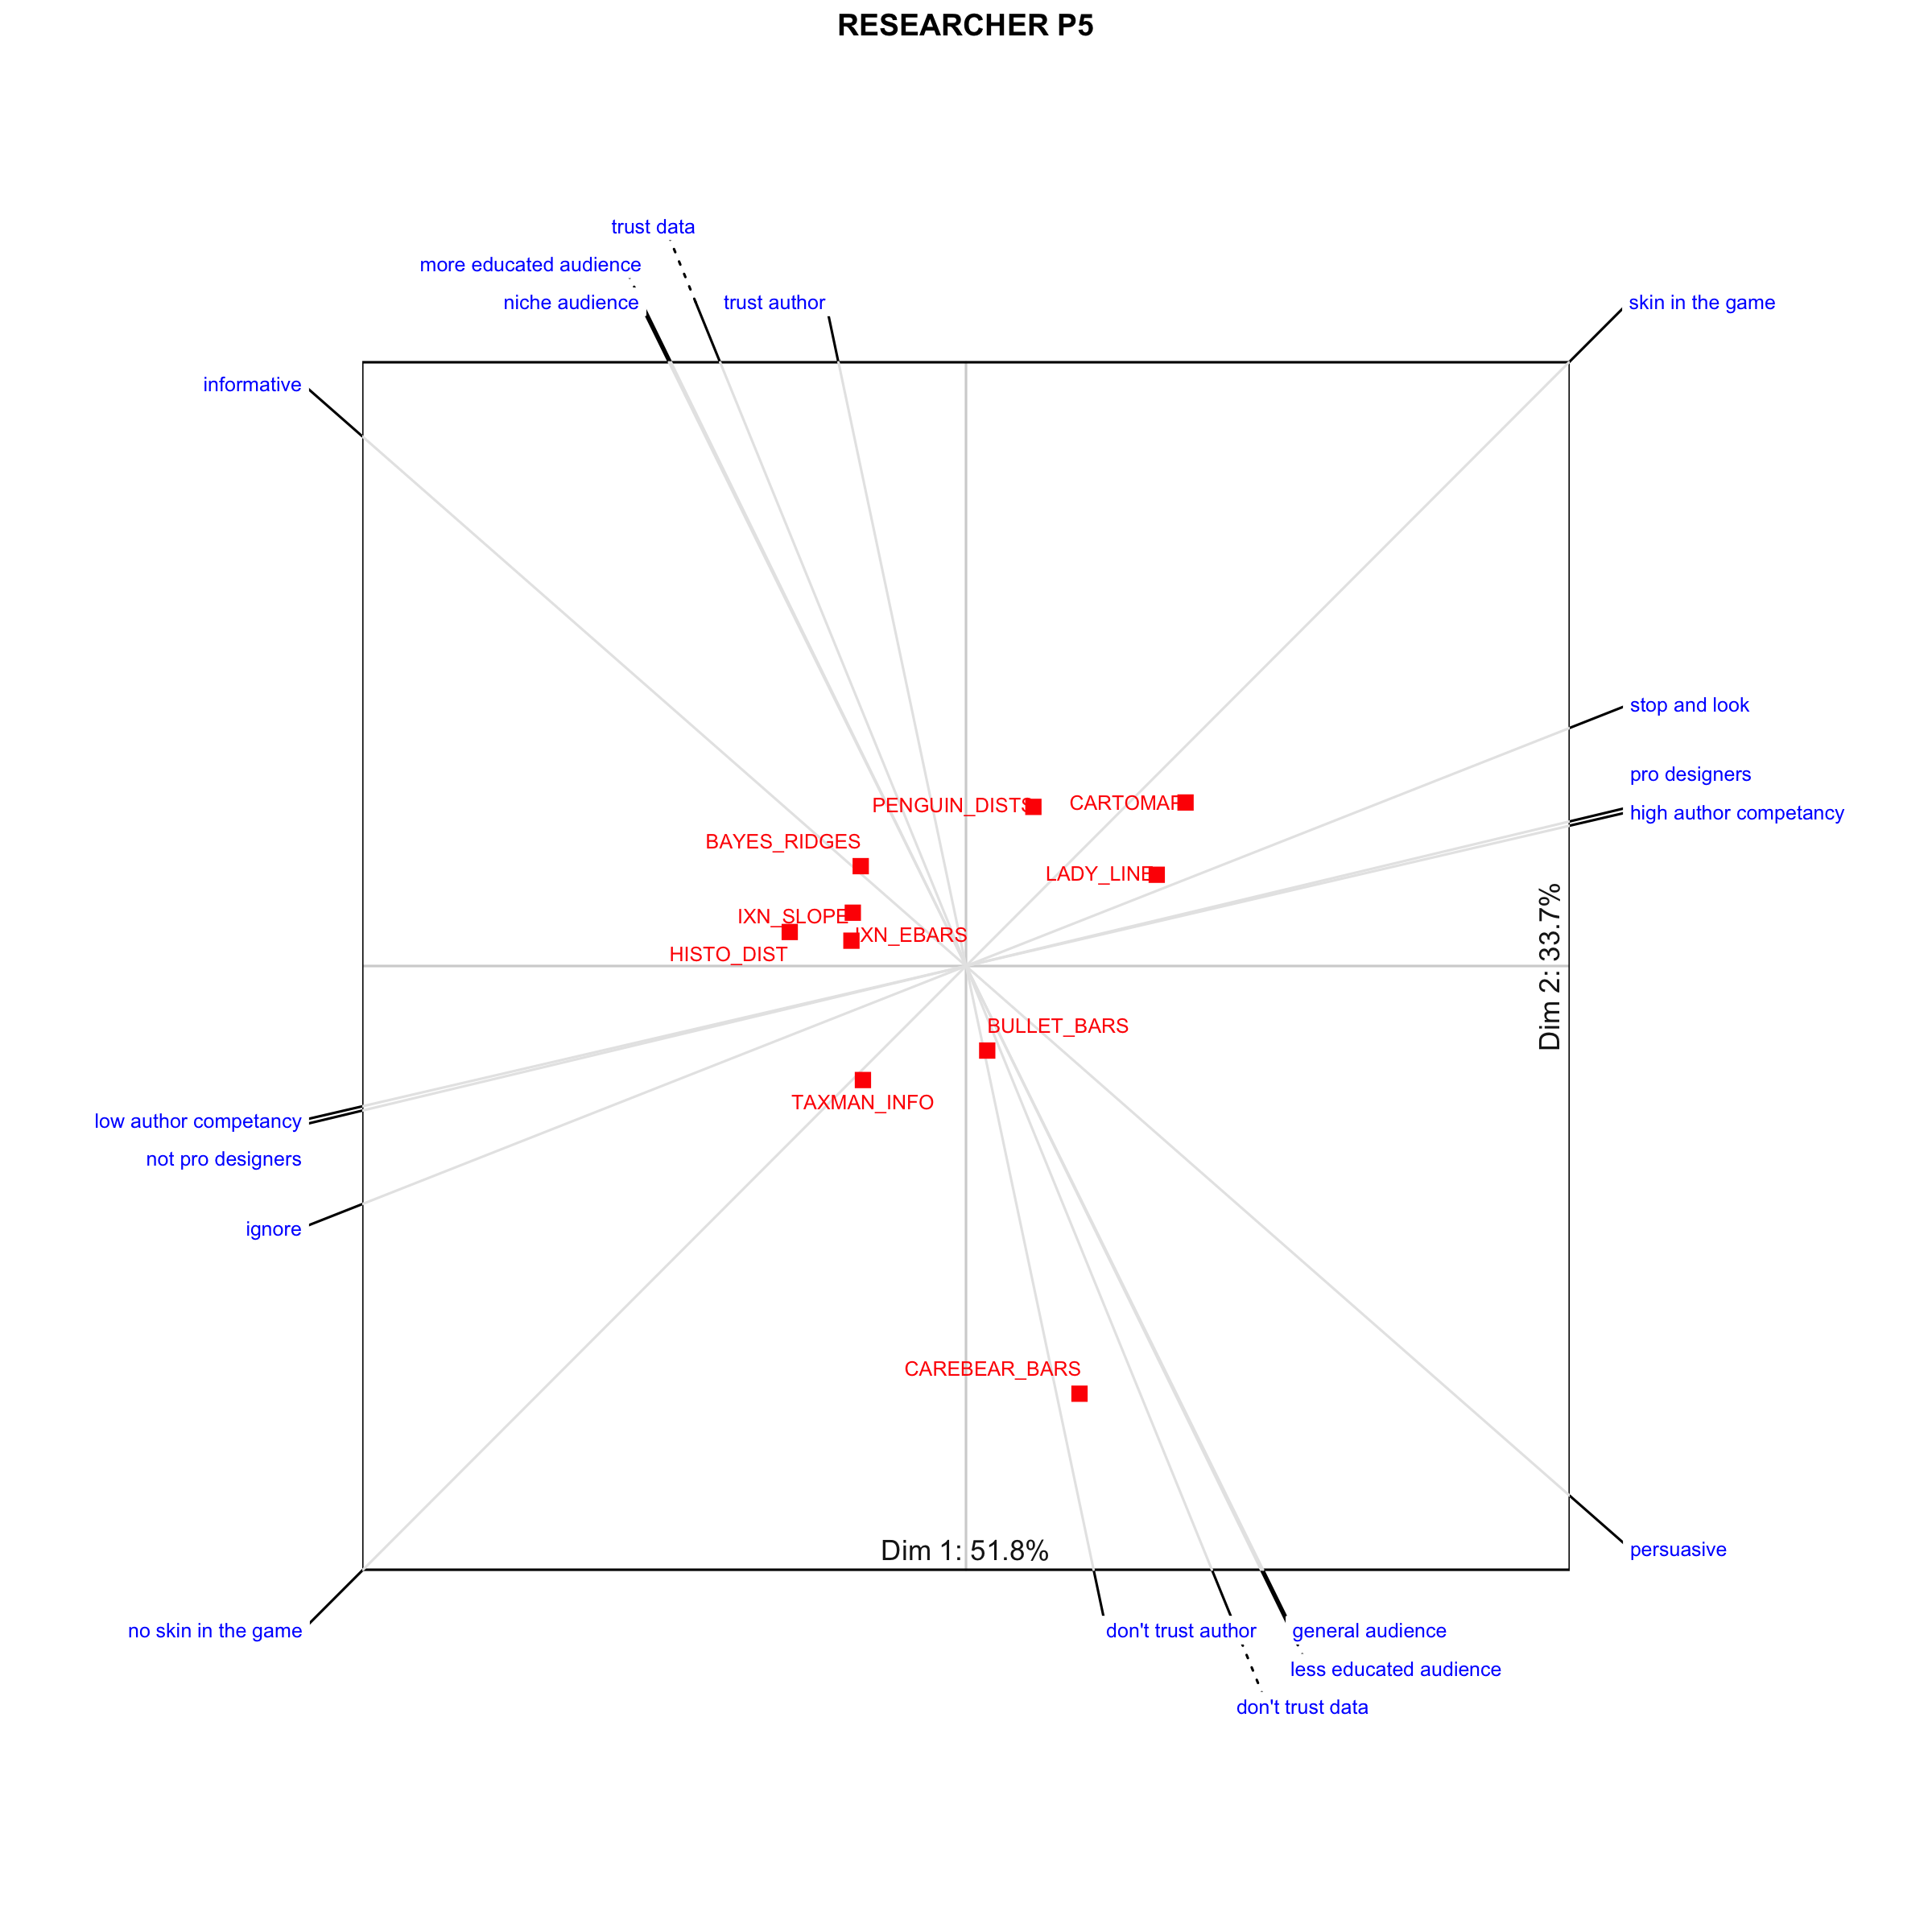 RESEARCHER P5
trust data
more educated audience
niche audience
trust author
skin in the game
informative
stop and look
pro designers
high author competancy
PENGUIN_DISTS
CARTOMAP
BAYES_RIDGES
LADY_LINE
IXN_SLOPE
IXN_EBARS
HISTO_DIST
Dim 2: 33.7%
BULLET_BARS
TAXMAN_INFO
low author competancy
not pro designers
ignore
CAREBEAR_BARS
Dim 1: 51.8%
persuasive
no skin in the game
don't trust author
general audience
less educated audience
don't trust data